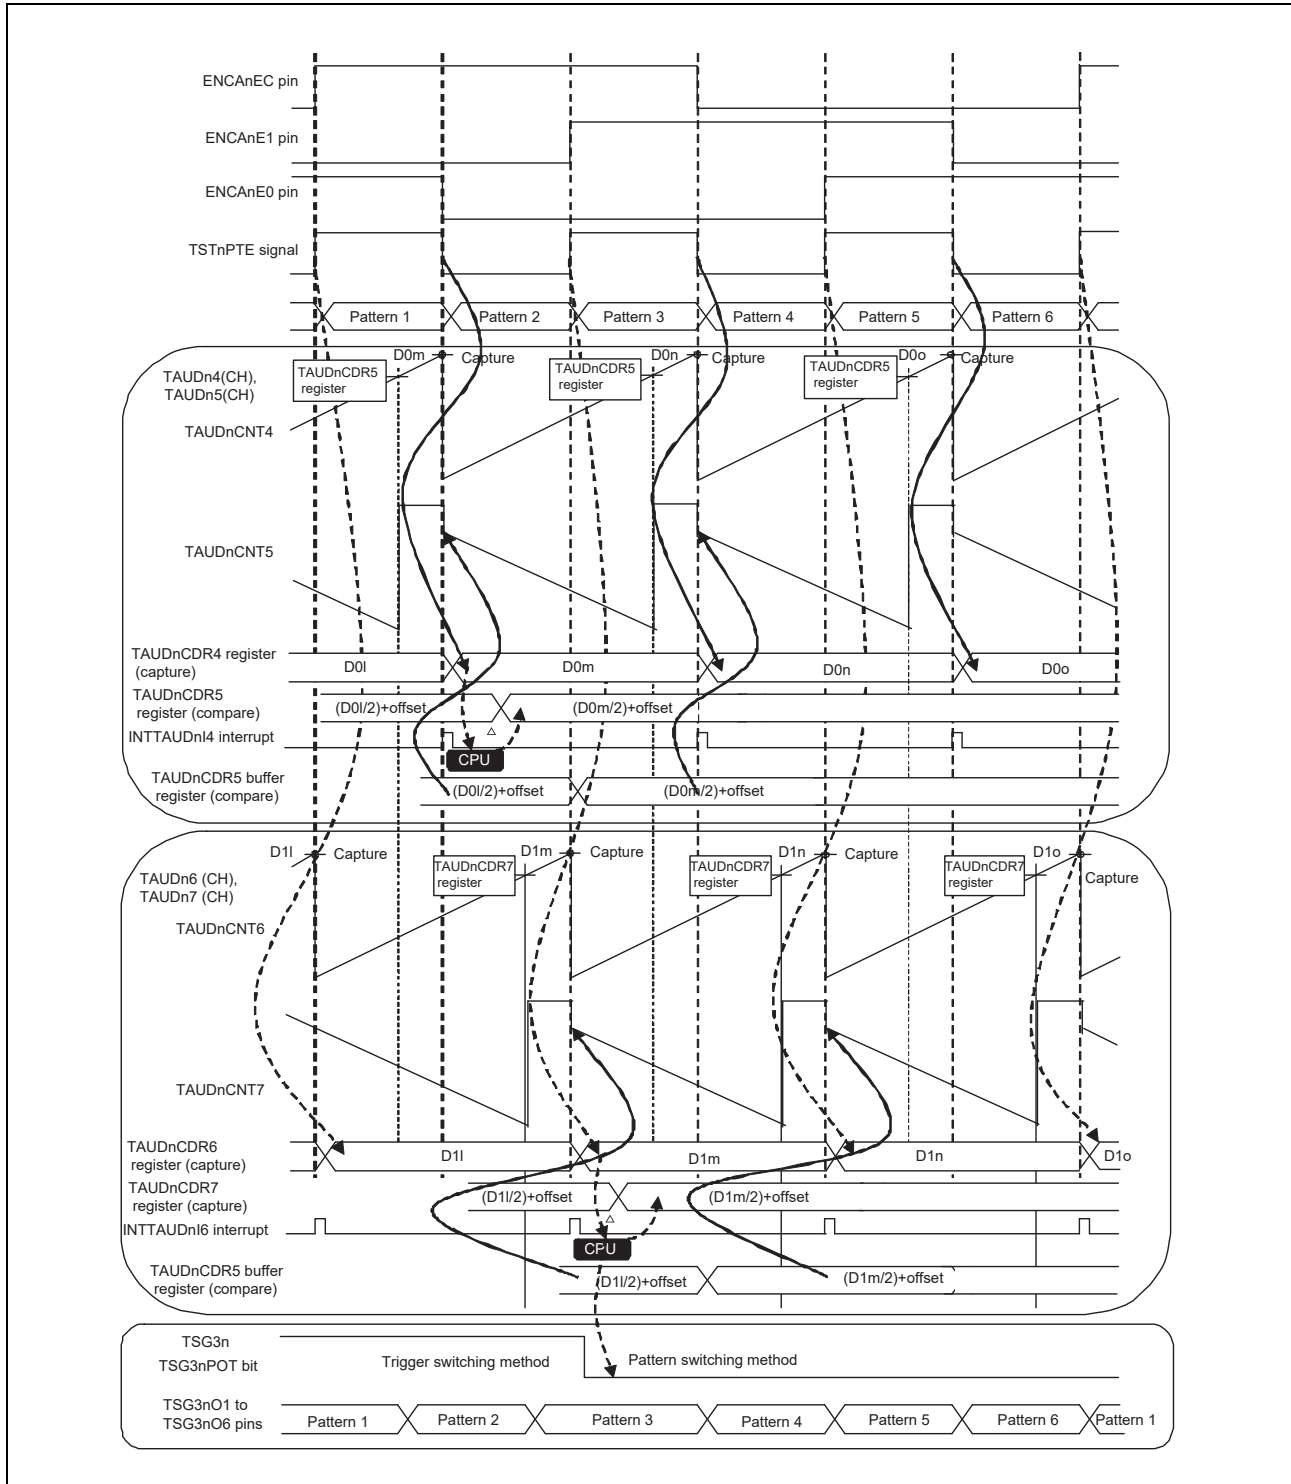 ENCAnEC pin
ENCAnE1 pin
ENCAnE0 pin
TSTnPTE signal
Pattern 1
Pattern 2
Pattern 3
Pattern 4
Pattern 5
Pattern 6
TAUDn4(CH),
TAUDn5(CH)
TAUDnCDR5
register
D0m
Capture
TAUDnCDR5
register
D0n
Capture
TAUDnCDR5
register
D0o
Capture
TAUDnCNT4
TAUDnCNT5
TAUDnCDR4 register
(capture)
D0l
D0m
D0n
D0o
TAUDnCDR5
register (compare)
(D0l/2)+offset
(D0m/2)+offset
INTTAUDnI4 interrupt
CPU
TAUDnCDR5 buffer
register (compare)
(D0l/2)+offset
(D0m/2)+offset
D1l
Capture
D1m
Capture
D1n
Capture
D1o
Capture
TAUDn6 (CH),
TAUDn7 (CH)
TAUDnCDR7
register
TAUDnCDR7
register
TAUDnCDR7
register
TAUDnCNT6
TAUDnCNT7
TAUDnCDR6
register (capture)
D1l
D1m
D1n
D1o
TAUDnCDR7
register (capture)
(D1l/2)+offset
(D1m/2)+offset
INTTAUDnI6 interrupt
CPU
TAUDnCDR5 buffer
register (compare)
(D1l/2)+offset
(D1m/2)+offset
TSG3n
TSG3nPOT bit
Trigger switching method
Pattern switching method
TSG3nO1 to
TSG3nO6 pins
Pattern 1
Pattern 2
Pattern 3
Pattern 4
Pattern 5
Pattern 6
Pattern 1